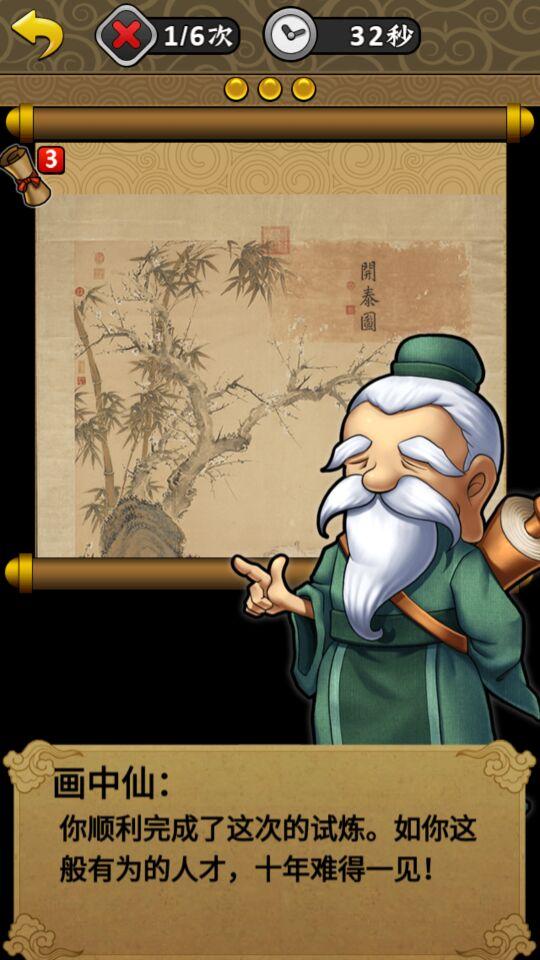 1/6次
32秒
3
開泰圖
画中仙：
你顺利完成了这次的试炼。如你这
般有为的人才，十年难得一见！